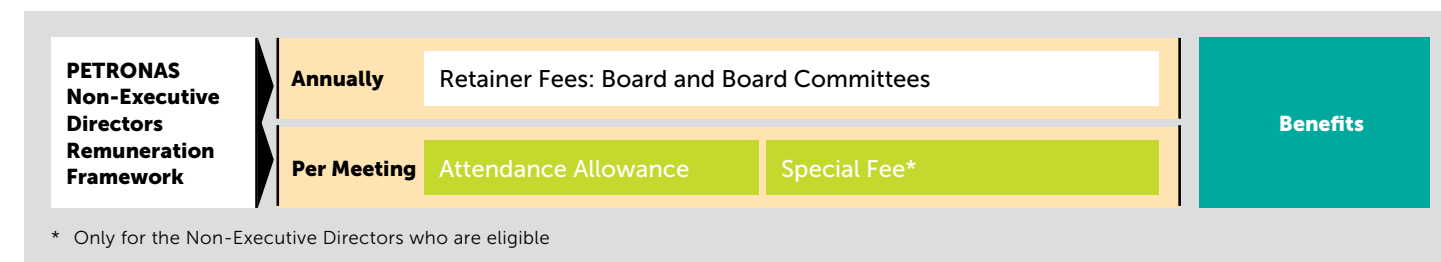 PETRONAS
Non-Executive
Directors
Remuneration
Framework
Annually
Retainer Fees: Board and Board Committees
Per Meeting
Attendance Allowance
Special Fee*
Benefits
* Only for the Non-Executive Directors who are eligible